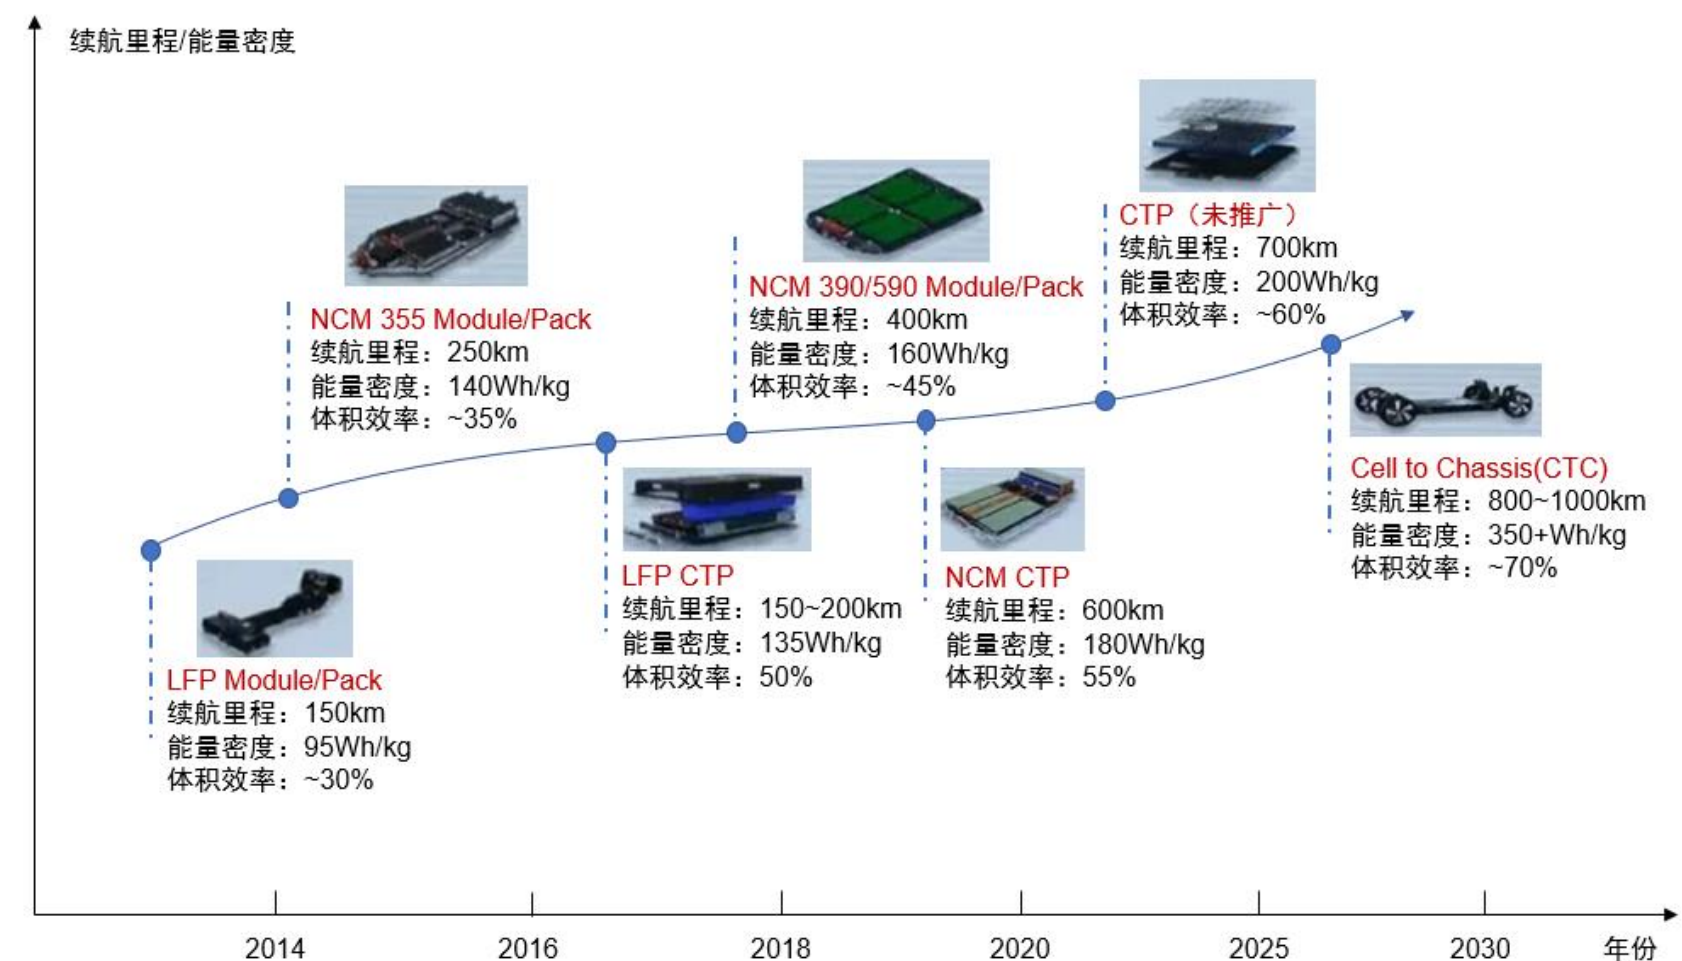 续航里程/能量密度
CTP（未推广）
续航里程：700km
能量密度：200Wh/kg
体积效率：~60%
NCM 390/590 Module/Pack
续航里程：400km
能量密度：160Wh/kg
体积效率：~45%
NCM 355 Module/Pack
续航里程：250km
能量密度：140Wh/kg
体积效率：~35%
Cell to Chassis(CTC)
续航里程：800~1000km
能量密度：350+Wh/kg
体积效率：~70%
LFP CTP
续航里程：150~200km
能量密度：135Wh/kg
体积效率：50%
NCM CTP
续航里程：600km
能量密度：180Wh/kg
体积效率：55%
LFP Module/Pack
续航里程：150km
能量密度：95Wh/kg
体积效率：~30%
2014 2016 2018 2020 2025 2030 年份